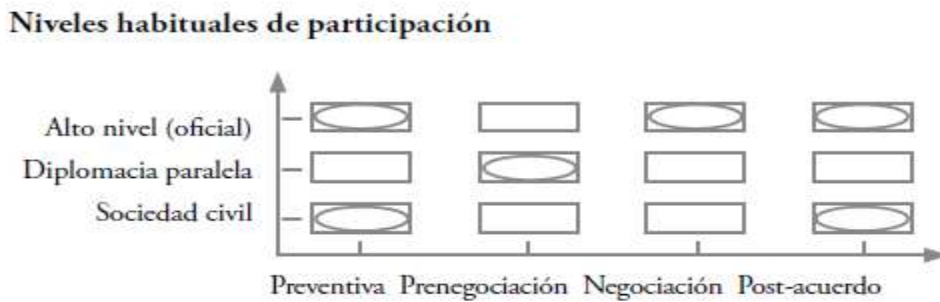 Niveles habituales de participación
Alto nivel (oficial)
Diplomacia paralela
Sociedad civil
Preventiva Prenegociación Negociación Post-acuerdo